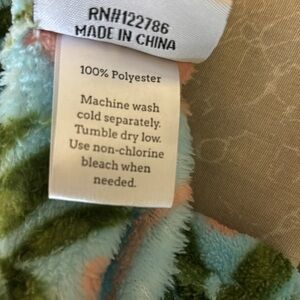 RN#122786
MADE IN CHINA
100% Polyester
Machine wash
cold separately.
Tumble dry low.
Use non-chlorine
bleach when
needed.